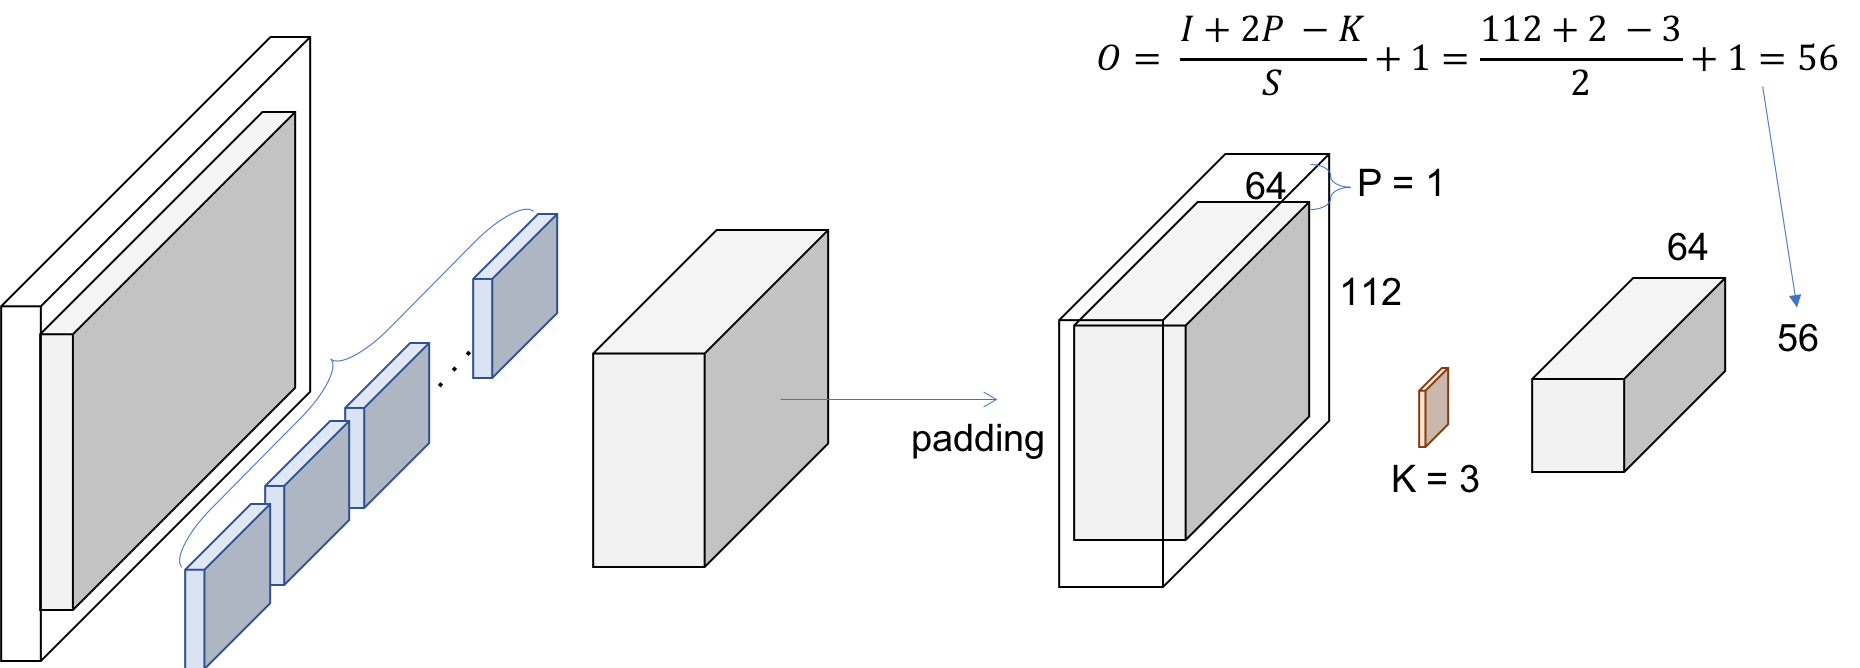 O = (I + 2P − K)/S + 1 = (112 + 2 − 3)/2 + 1 = 56
64
P = 1
64
112
56
padding
K = 3